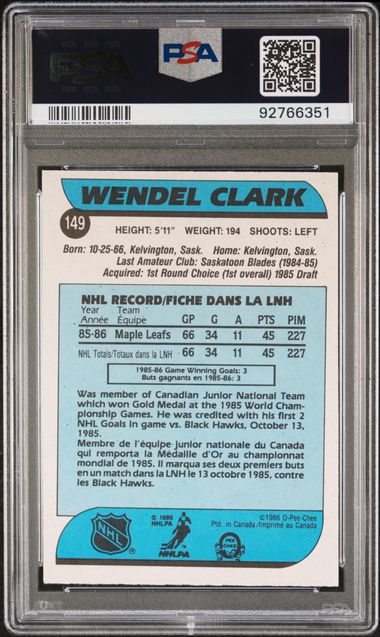 PSA
PSA
92766351
WENDEL CLARK
149
HEIGHT: 5'11" WEIGHT: 194 SHOOTS: LEFT
Born: 10-25-66, Kelvington, Sask. Home: Kelvington, Sask.
Last Amateur Club: Saskatoon Blades (1984-85)
Acquired: 1st Round Choice (1st overall) 1985 Draft
NHL RECORD/FICHE DANS LA LNH
Year Team
Année Équipe GP G A PTS PIM
85-86 Maple Leafs 66 34 11 45 227
NHL Totals/Totaux dans la LNH 66 34 11 45 227
1985-86 Game Winning Goals: 3
Buts gagnants en 1985-86: 3
Was member of Canadian Junior National Team
which won Gold Medal at the 1985 World Cham-
pionship Games. He was credited with his first 2
NHL Goals in game vs. Black Hawks, October 13,
1985.
Membre de l'équipe junior nationale du Canada
qui remporta la Médaille d'Or au championnat
mondial de 1985. Il marqua ses deux premiers buts
en un match dans la LNH le 13 octobre 1985, contre
les Black Hawks.
©1986 O-Pee-Chee
Ptd. in Canada/Imprimé au Canada
NHL
© 1986
NHLPA
NHLPA
O-PEE-CHEE
PSA